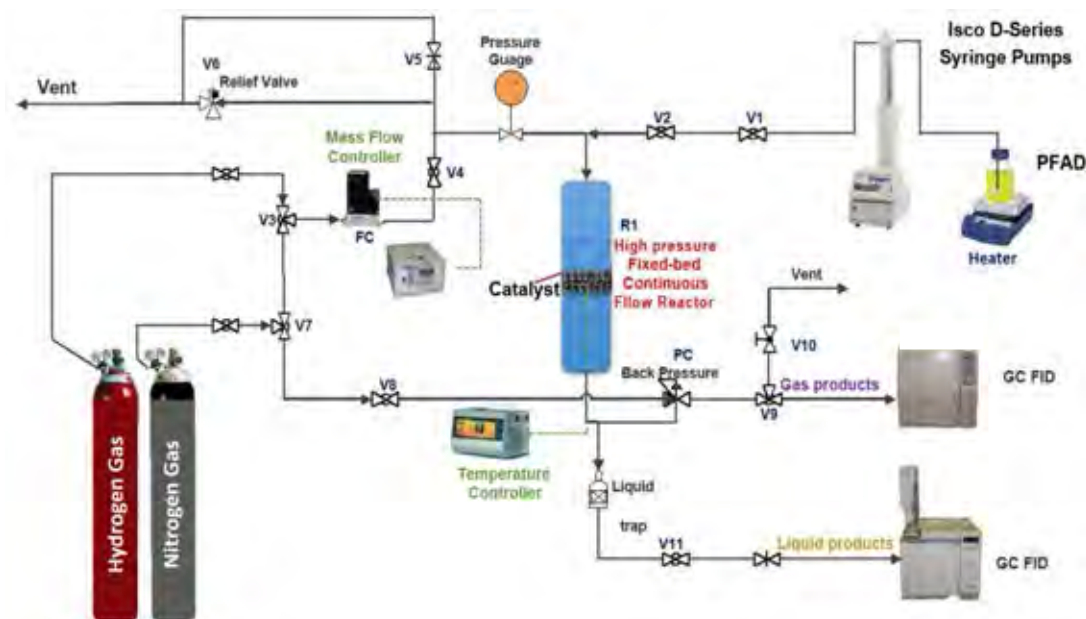 Isco D-Series
Syringe Pumps
Pressure
Guage
V5
V6
Relief Valve
Vent
V2
V1
Mass Flow
Controller
V4
PFAD
V3
FC
R1
High pressure
Fixed-bed
Continuous
Fllow Reactor
Heater
Catalyst
Vent
V7
V10
PC
Back Pressure
GC FID
V8
Gas products
V9
Temperature
Controller
Liquid
trap
V11
Liquid products
GC FID
Hydrogen Gas
Nitrogen Gas